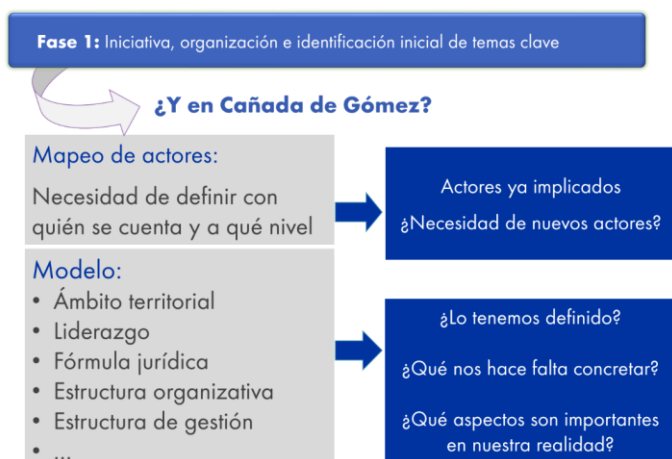 Fase 1: Iniciativa, organización e identificación inicial de temas clave
¿Y en Cañada de Gómez?
Mapeo de actores:
Necesidad de definir con
quién se cuenta y a qué nivel
Actores ya implicados
¿Necesidad de nuevos actores?
Modelo:
• Ámbito territorial
• Liderazgo
• Fórmula jurídica
• Estructura organizativa
• Estructura de gestión
• ...
¿Lo tenemos definido?
¿Qué nos hace falta concretar?
¿Qué aspectos son importantes
en nuestra realidad?